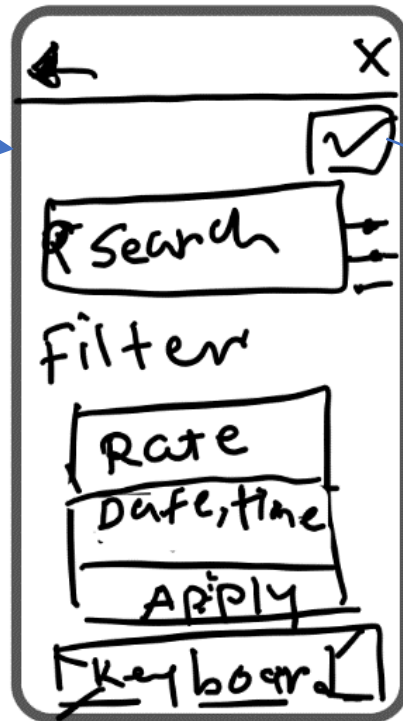 X
Search
Filter
Rate
Date, time
APPLY
Keyboard